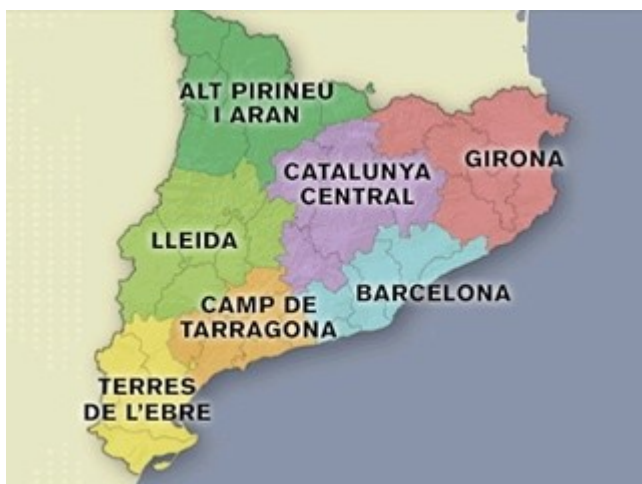 ALT PIRINEU
I ARAN
GIRONA
CATALUNYA
CENTRAL
LLEIDA
BARCELONA
CAMP DE
TARRAGONA
TERRES
DE L'EBRE